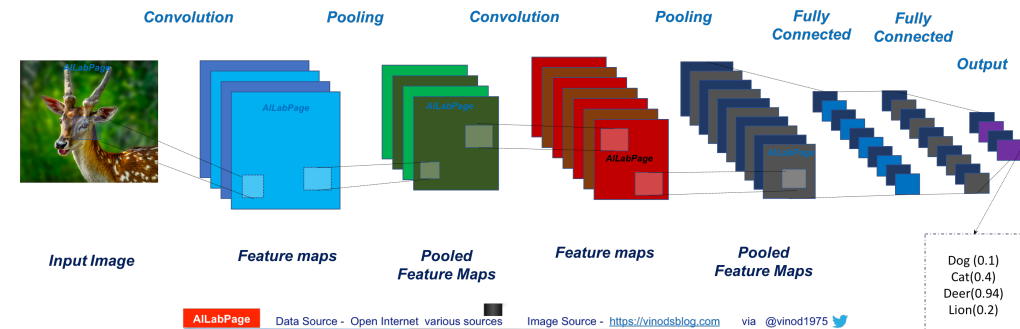 Convolution
Pooling
Convolution
Pooling
Fully
Connected
Fully
Connected
Output
AILabPage
AILabPage
AILabPage
AILabPage
AILabPage
Input Image
Feature maps
Pooled
Feature Maps
Feature maps
Pooled
Feature Maps
Dog (0.1)
Cat(0.4)
Deer(0.94)
Lion(0.2)
AILabPage Data Source - Open Internet various sources Image Source - https://vinodsblog.com via @vinod1975